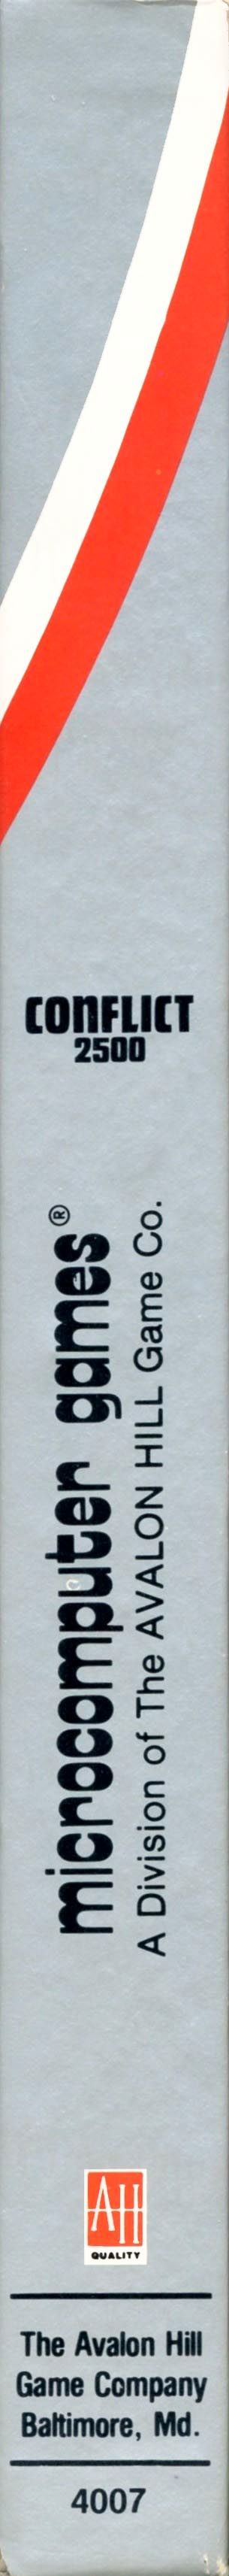 CONFLICT
2500
microcomputer games®
A Division of The AVALON HILL Game Co.
AH
QUALITY
The Avalon Hill
Game Company
Baltimore, Md.
4007